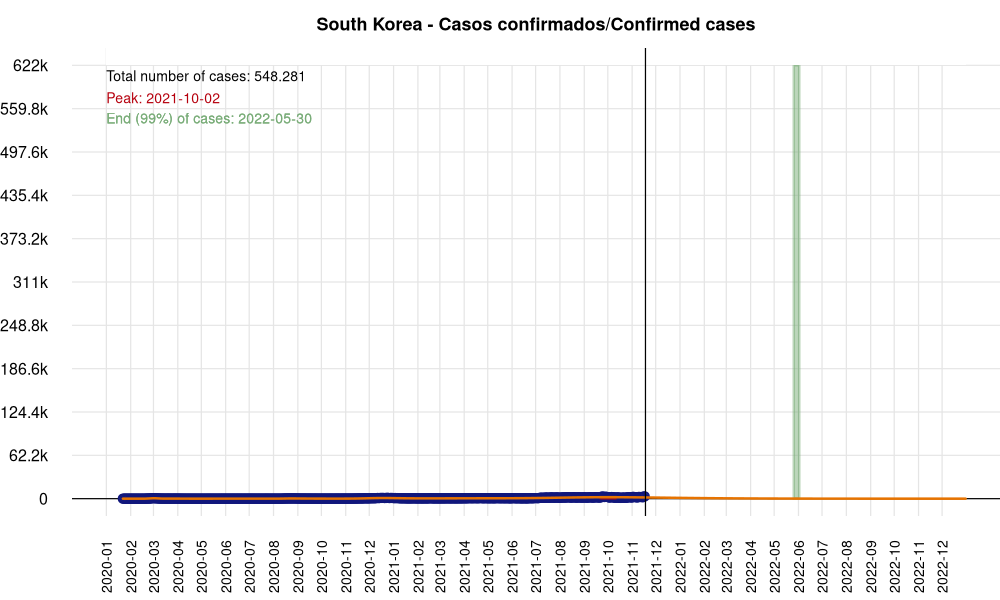 South Korea - Casos confirmados/Confirmed cases
Total number of cases: 548.281
Peak: 2021-10-02
End (99%) of cases: 2022-05-30
622k
559.8k
497.6k
435.4k
373.2k
311k
248.8k
186.6k
124.4k
62.2k
0
2020-01
2020-02
2020-03
2020-04
2020-05
2020-06
2020-07
2020-08
2020-09
2020-10
2020-11
2020-12
2021-01
2021-02
2021-03
2021-04
2021-05
2021-06
2021-07
2021-08
2021-09
2021-10
2021-11
2021-12
2022-01
2022-02
2022-03
2022-04
2022-05
2022-06
2022-07
2022-08
2022-09
2022-10
2022-11
2022-12